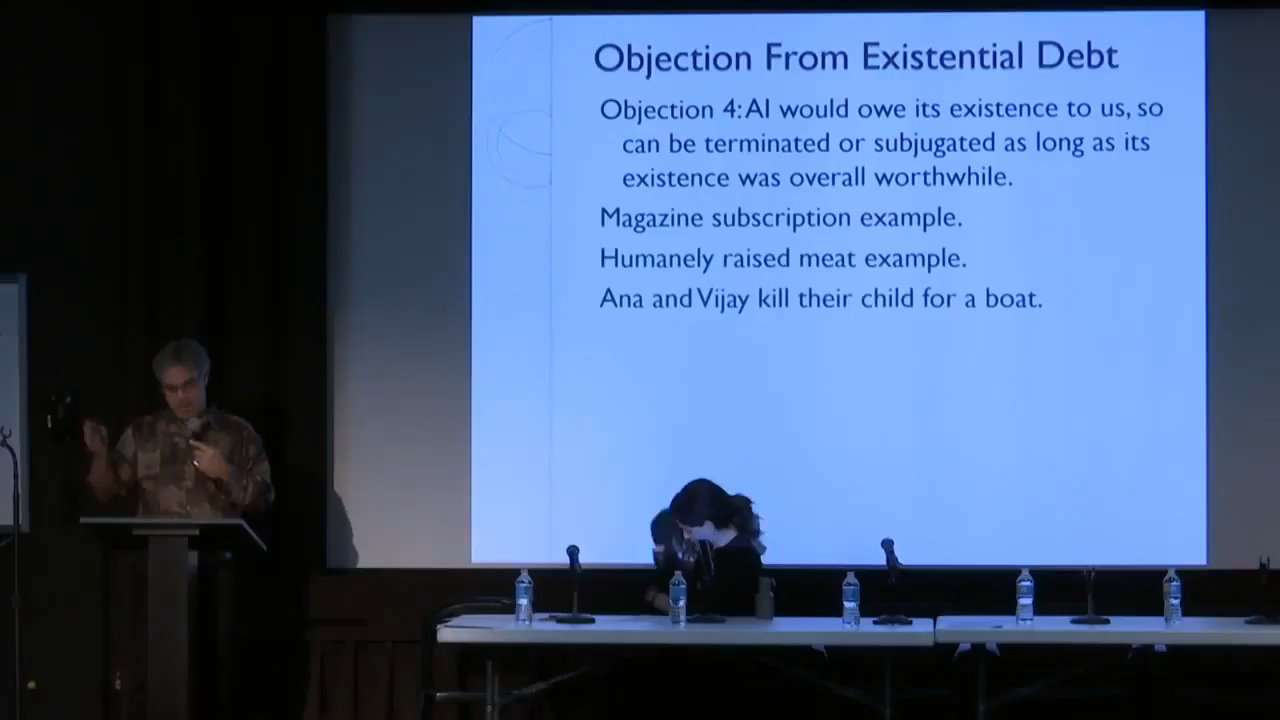 Objection From Existential Debt
Objection 4: AI would owe its existence to us, so
can be terminated or subjugated as long as its
existence was overall worthwhile.
Magazine subscription example.
Humanely raised meat example.
Ana and Vijay kill their child for a boat.